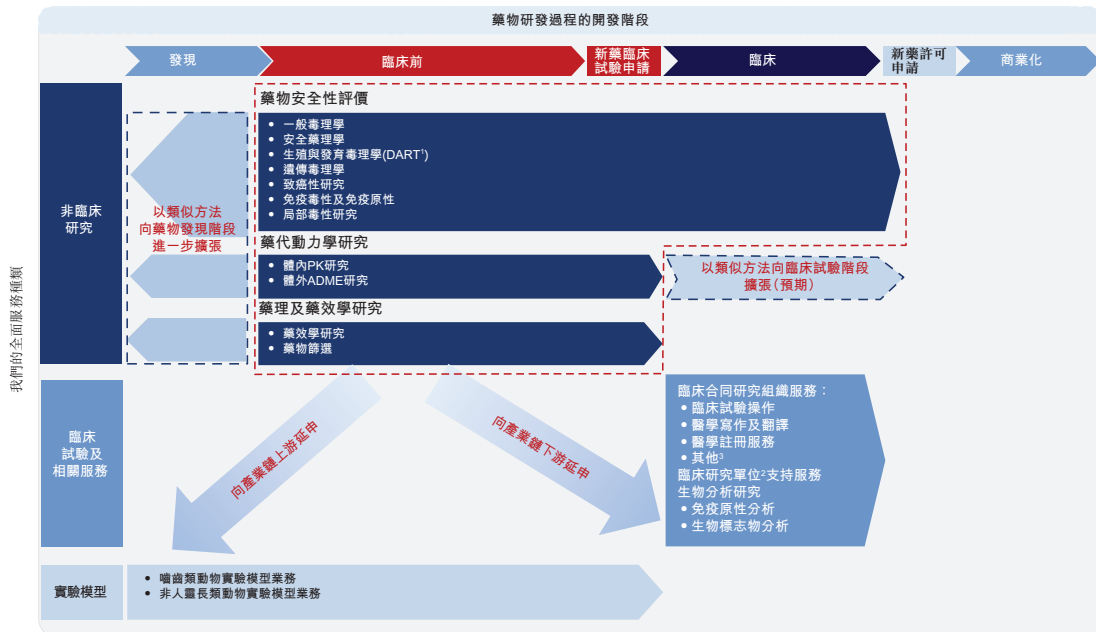 藥物研發過程的開發階段
發現
臨床前
新藥臨床
試驗申請
臨床
新藥許可
申請
商業化
我們的全面服務種類
非臨床
研究
以類似方法
向藥物發現階段
進一步擴張
藥物安全性評價
• 一般毒理學
• 安全藥理學
• 生殖與發育毒理學(DART¹)
• 遺傳毒理學
• 致癌性研究
• 免疫毒性及免疫原性
• 局部毒性研究
藥代動力學研究
• 體內PK研究
• 體外ADME研究
以類似方法向臨床試驗階段
擴張(預期)
藥理及藥效學研究
• 藥效學研究
• 藥物篩選
臨床
試驗及
相關服務
向產業鏈上游延申
向產業鏈下游延申
臨床合同研究組織服務：
• 臨床試驗操作
• 醫學寫作及翻譯
• 醫學註冊服務
• 其他³
臨床研究單位²支持服務
生物分析研究
• 免疫原性分析
• 生物標志物分析
實驗模型
• 嚙齒類動物實驗模型業務
• 非人靈長類動物實驗模型業務